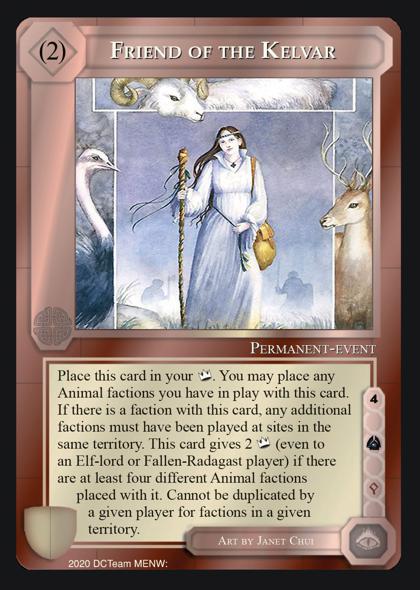 (2)
Friend of the Kelvar
Permanent-event
Place this card in your . You may place any
Animal factions you have in play with this card.
If there is a faction with this card, any additional
factions must have been played at sites in the
same territory. This card gives 2 (even to
an Elf-lord or Fallen-Radagast player) if there
are at least four different Animal factions
placed with it. Cannot be duplicated by
a given player for factions in a given
territory.
4
Art by Janet Chui
2020 DCTeam MENW: